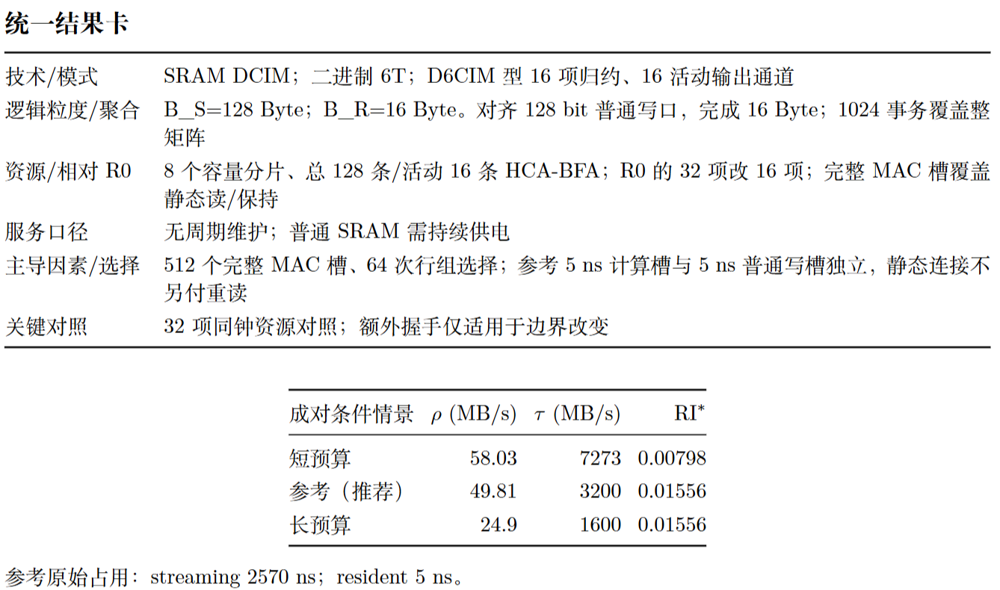 统一结果卡
技术/模式 SRAM DCIM；二进制 6T；D6CIM 型 16 项归约、16 活动输出通道
逻辑粒度/聚合 B_S=128 Byte；B_R=16 Byte。对齐 128 bit 普通写口，完成 16 Byte；1024 事务覆盖整
矩阵
资源/相对 R0 8 个容量分片、总 128 条/活动 16 条 HCA-BFA；R0 的 32 项改 16 项；完整 MAC 槽覆盖
静态读/保持
服务口径 无周期维护；普通 SRAM 需持续供电
主导因素/选择 512 个完整 MAC 槽、64 次行组选择；参考 5 ns 计算槽与 5 ns 普通写槽独立，静态连接不
另付重读
关键对照 32 项同钟资源对照；额外握手仅适用于边界改变
成对条件情景 ρ (MB/s) τ (MB/s) RI*
短预算 58.03 7273 0.00798
参考（推荐） 49.81 3200 0.01556
长预算 24.9 1600 0.01556
参考原始占用：streaming 2570 ns；resident 5 ns。